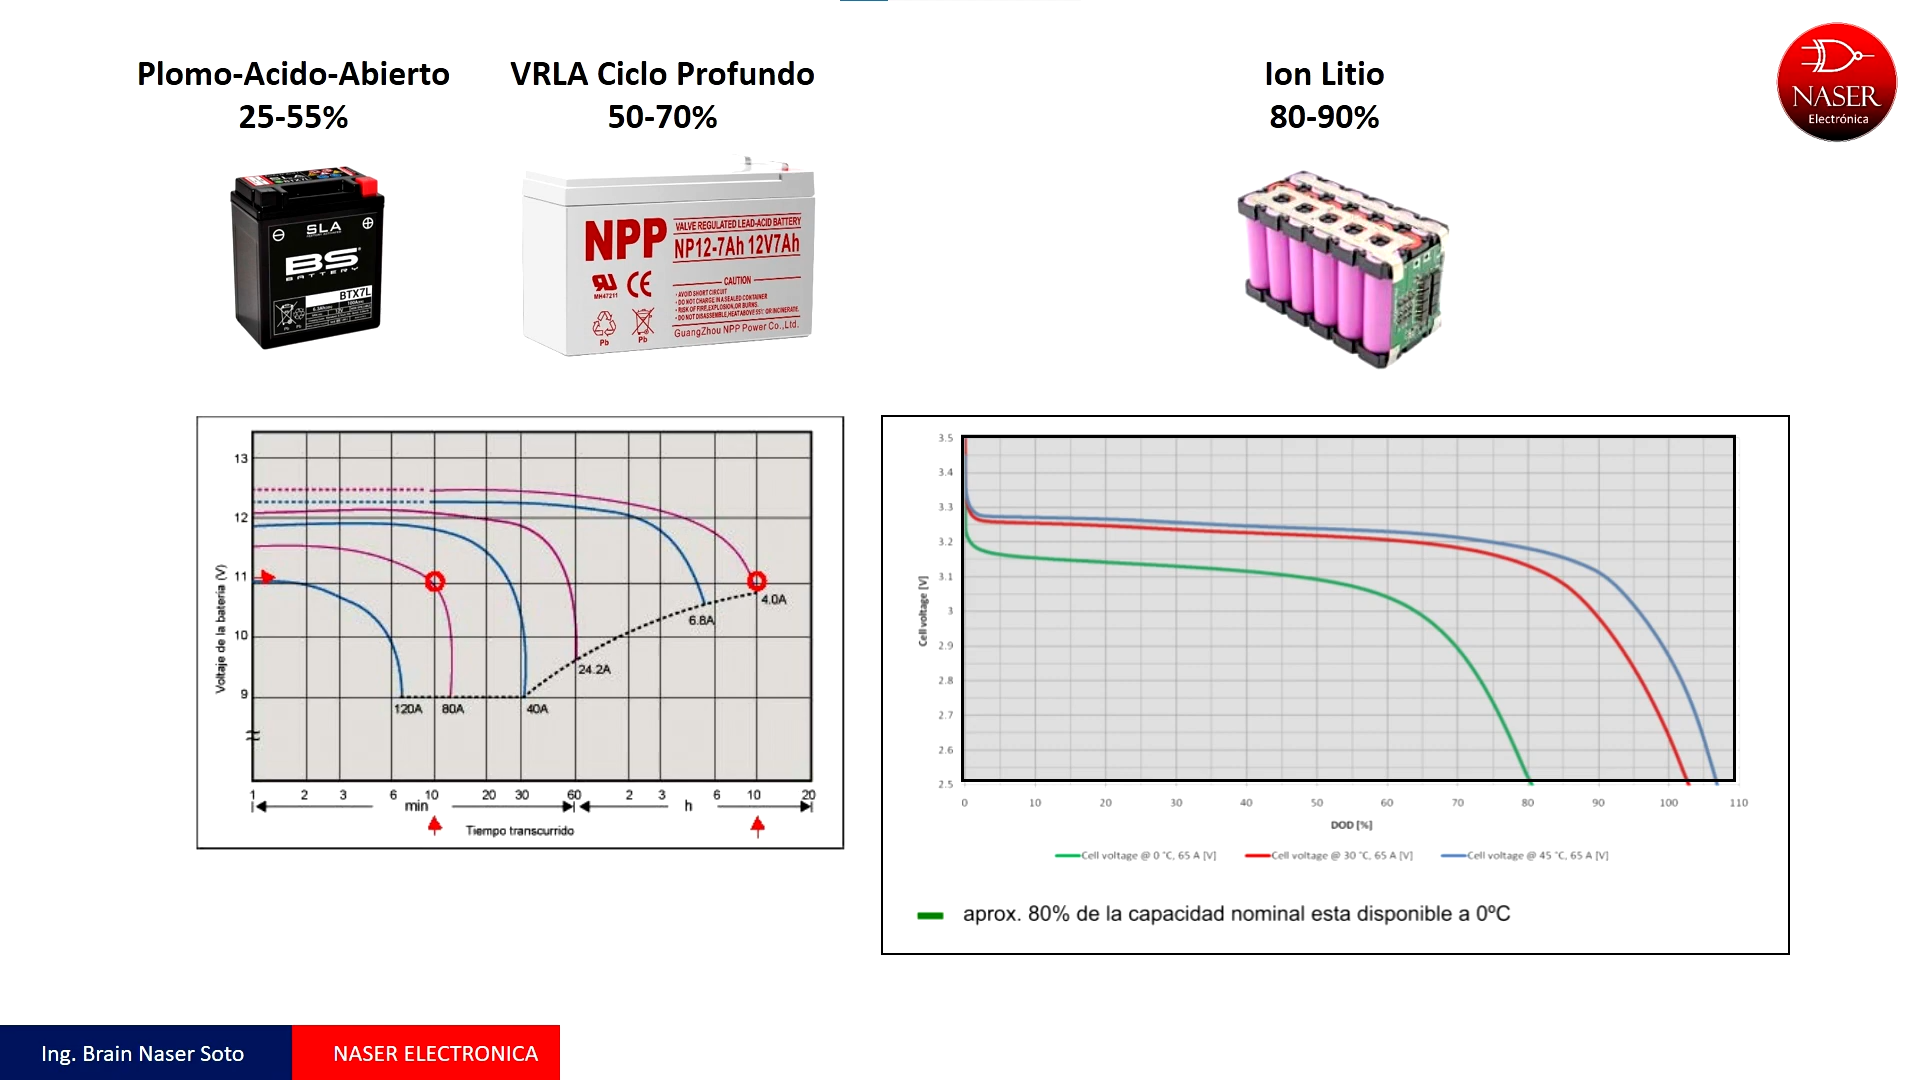 Plomo-Acido-Abierto
25-55%
VRLA Ciclo Profundo
50-70%
Ion Litio
80-90%
NASER
Electrónica
SLA
BS
BATTERY
BTX7L
NPP
VALVE REGULATED LEAD-ACID BATTERY
NP12-7Ah 12V7Ah
CAUTION
MH47211
CE
Pb
Pb
GuangZhou NPP Power Co.,Ltd.
Voltaje de la bateria (V)
13
12
11
10
9
120A
80A
40A
24.2A
6.8A
4.0A
1 2 3 6 10 20 30 60 2 3 6 10 20
min
h
Tiempo transcurrido
Cell voltage [V]
3.5
3.4
3.3
3.2
3.1
3
2.9
2.8
2.7
2.6
2.5
0 10 20 30 40 50 60 70 80 90 100 110
DOD [%]
Cell voltage @ 0 °C, 65 A [V]
Cell voltage @ 30 °C, 65 A [V]
Cell voltage @ 45 °C, 65 A [V]
aprox. 80% de la capacidad nominal esta disponible a 0ºC
Ing. Brain Naser Soto
NASER ELECTRONICA